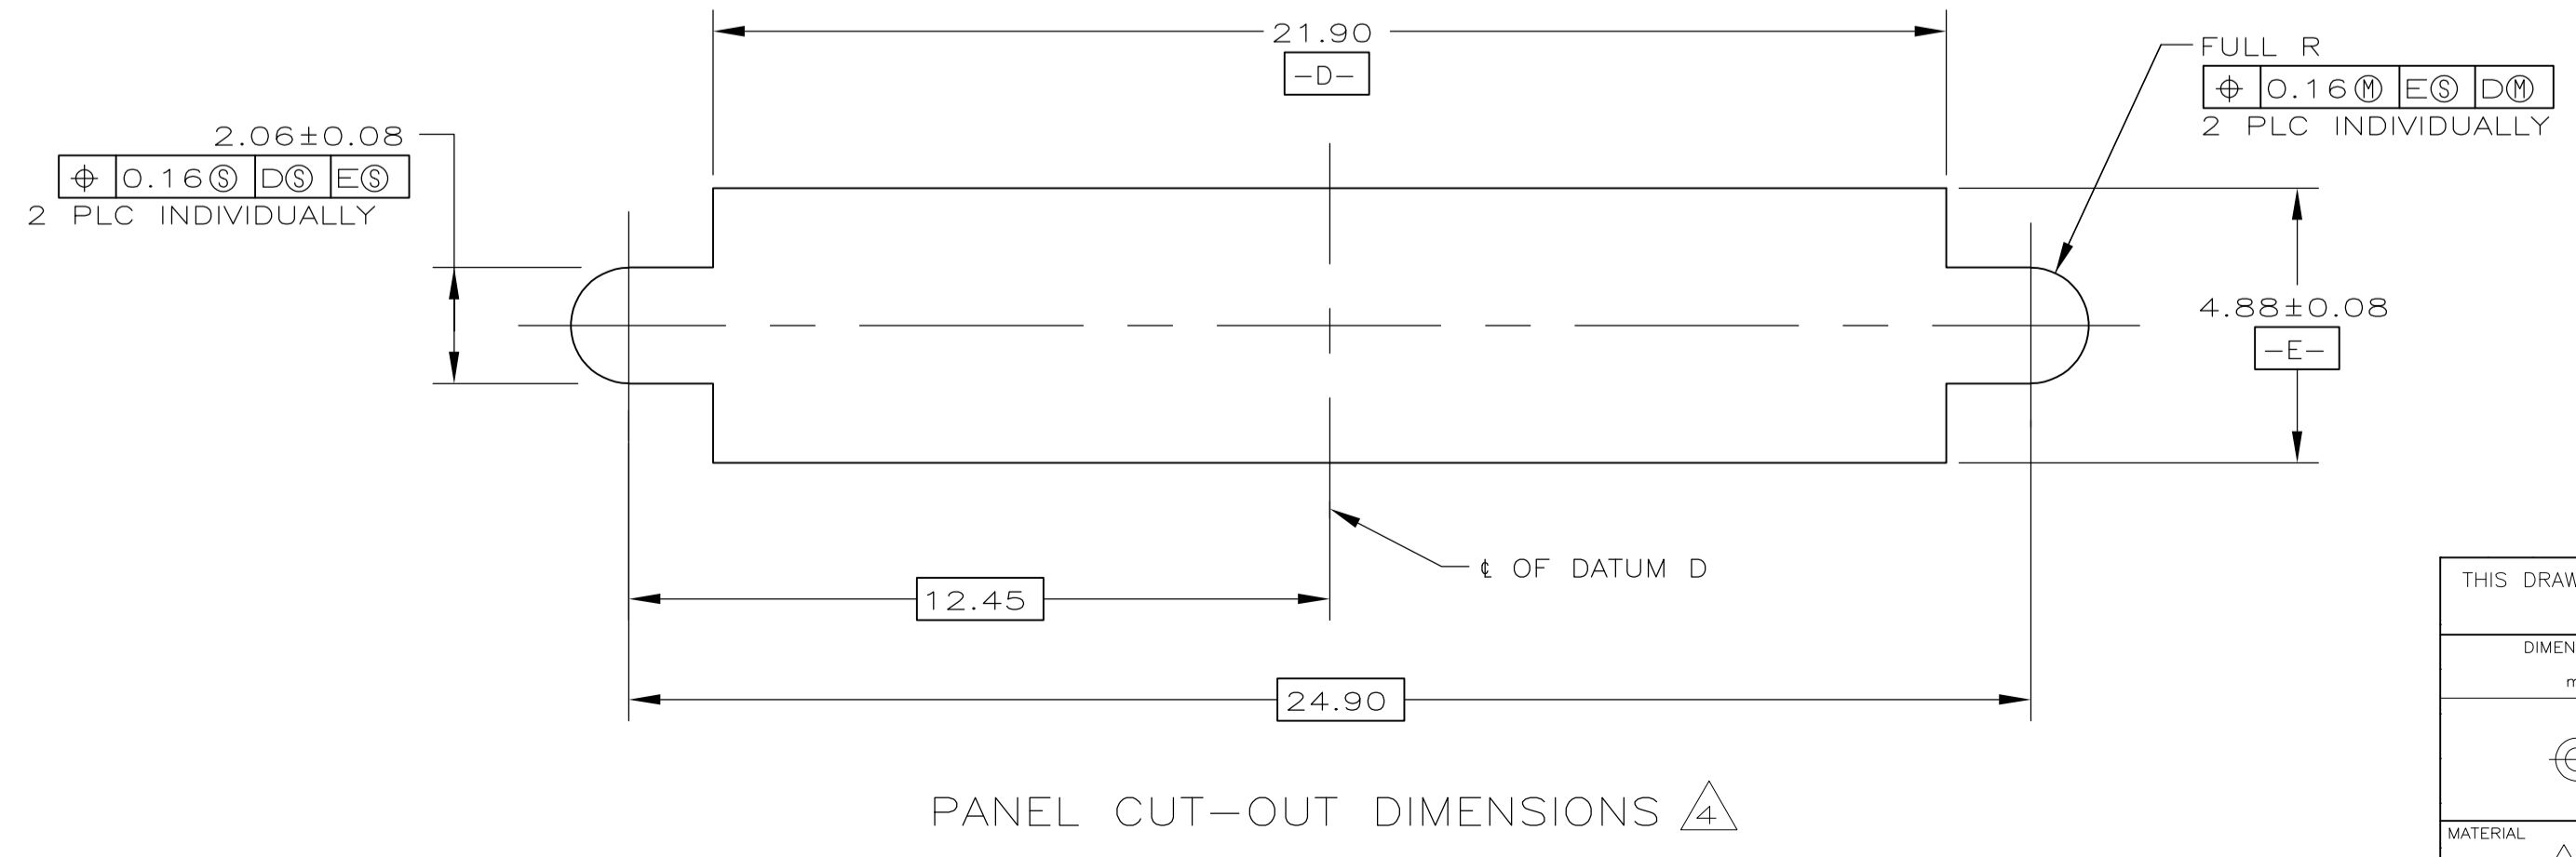 21.90
-D-
FULL R
⌖ 0.16Ⓜ EⓈ DⓂ
2 PLC INDIVIDUALLY
2.06±0.08
⌖ 0.16Ⓢ DⓈ EⓈ
2 PLC INDIVIDUALLY
4.88±0.08
-E-
℄ OF DATUM D
12.45
24.90
PANEL CUT-OUT DIMENSIONS 4
THIS DRAW
DIMEN
m
MATERIAL